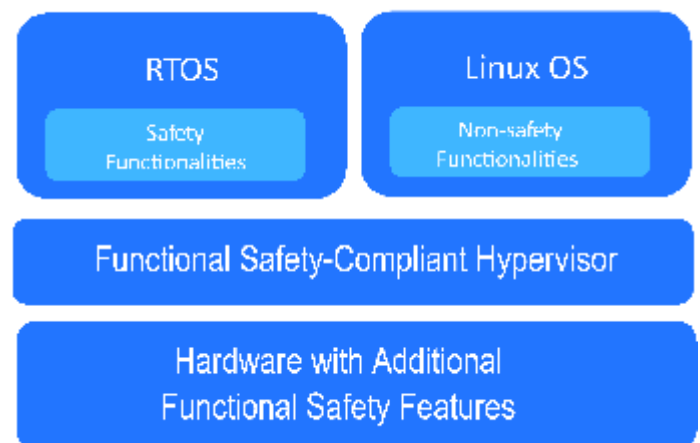 RTOS
Safety
Functionalities
Linux OS
Non-safety
Functionalities
Functional Safety-Compliant Hypervisor
Hardware with Additional
Functional Safety Features